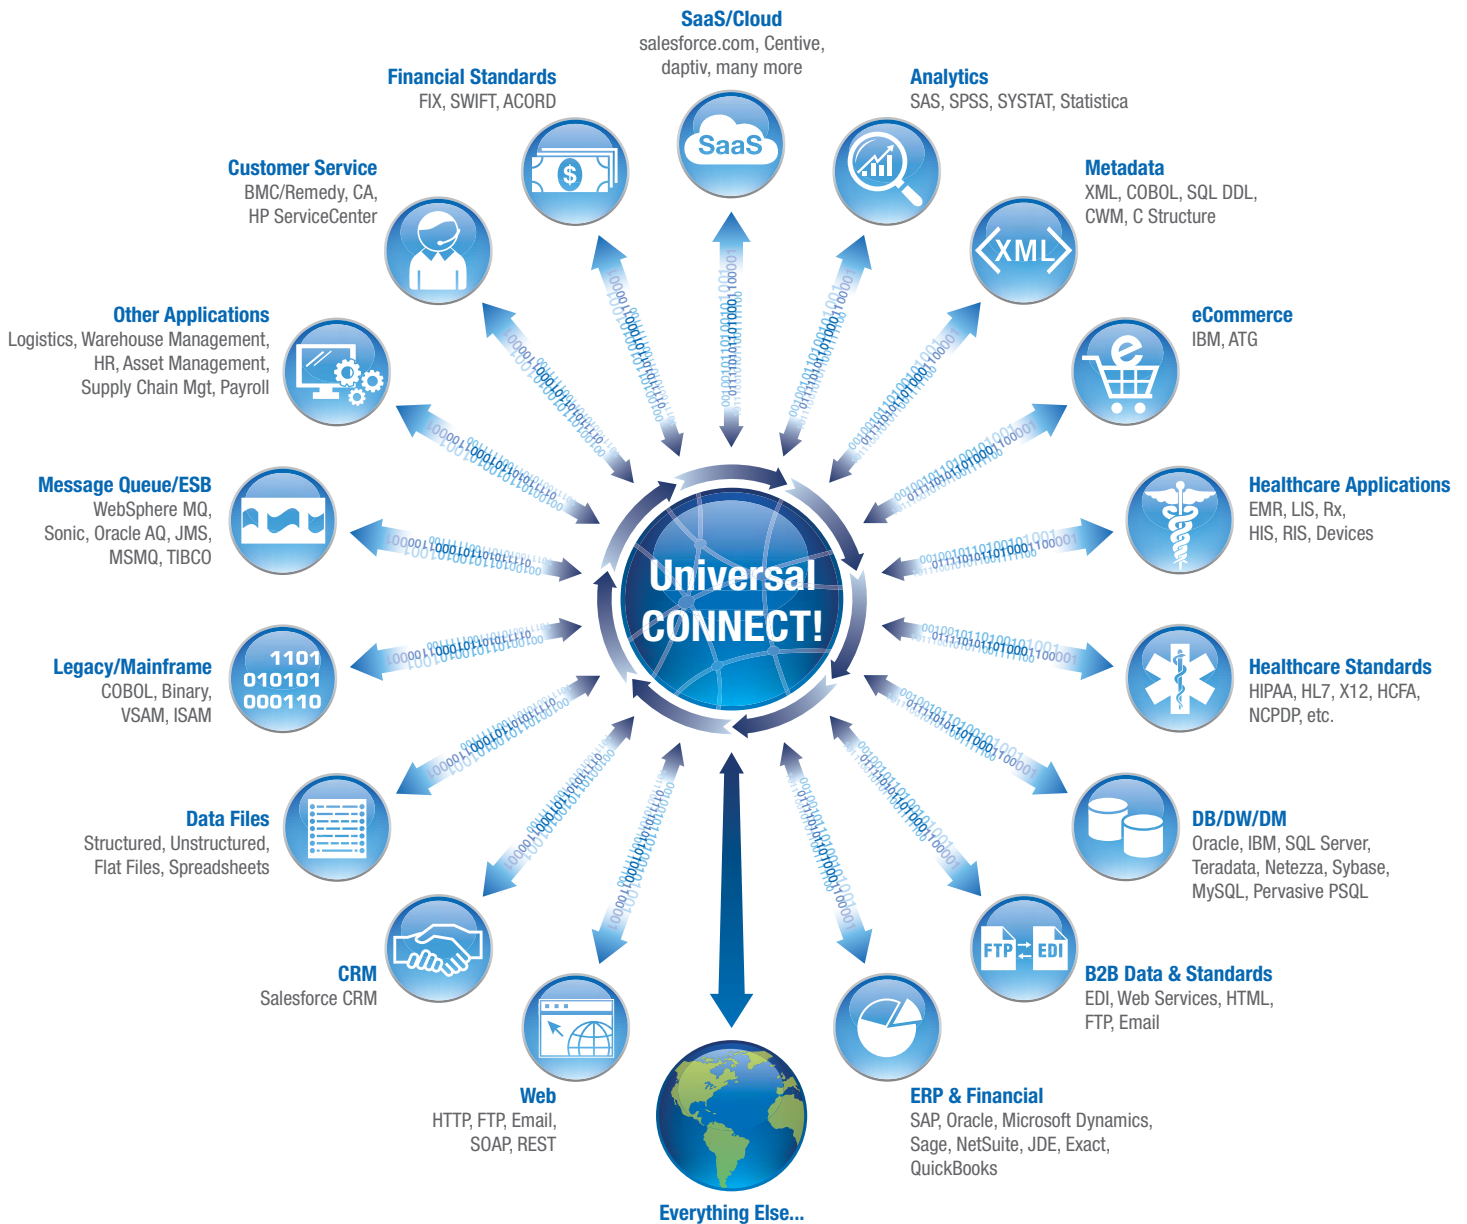 SaaS/Cloud
salesforce.com, Centive,
daptiv, many more
SaaS
Analytics
SAS, SPSS, SYSTAT, Statistica
Metadata
XML, COBOL, SQL DDL,
CWM, C Structure
XML
eCommerce
IBM, ATG
e
Healthcare Applications
EMR, LIS, Rx,
HIS, RIS, Devices
Healthcare Standards
HIPAA, HL7, X12, HCFA,
NCPDP, etc.
DB/DW/DM
Oracle, IBM, SQL Server,
Teradata, Netezza, Sybase,
MySQL, Pervasive PSQL
FTP EDI
B2B Data & Standards
EDI, Web Services, HTML,
FTP, Email
ERP & Financial
SAP, Oracle, Microsoft Dynamics,
Sage, NetSuite, JDE, Exact,
QuickBooks
Everything Else...
Web
HTTP, FTP, Email,
SOAP, REST
CRM
Salesforce CRM
Data Files
Structured, Unstructured,
Flat Files, Spreadsheets
Legacy/Mainframe
COBOL, Binary,
VSAM, ISAM
1101
010101
000110
Message Queue/ESB
WebSphere MQ,
Sonic, Oracle AQ, JMS,
MSMQ, TIBCO
Other Applications
Logistics, Warehouse Management,
HR, Asset Management,
Supply Chain Mgt, Payroll
Customer Service
BMC/Remedy, CA,
HP ServiceCenter
Financial Standards
FIX, SWIFT, ACORD
$
Universal
CONNECT!